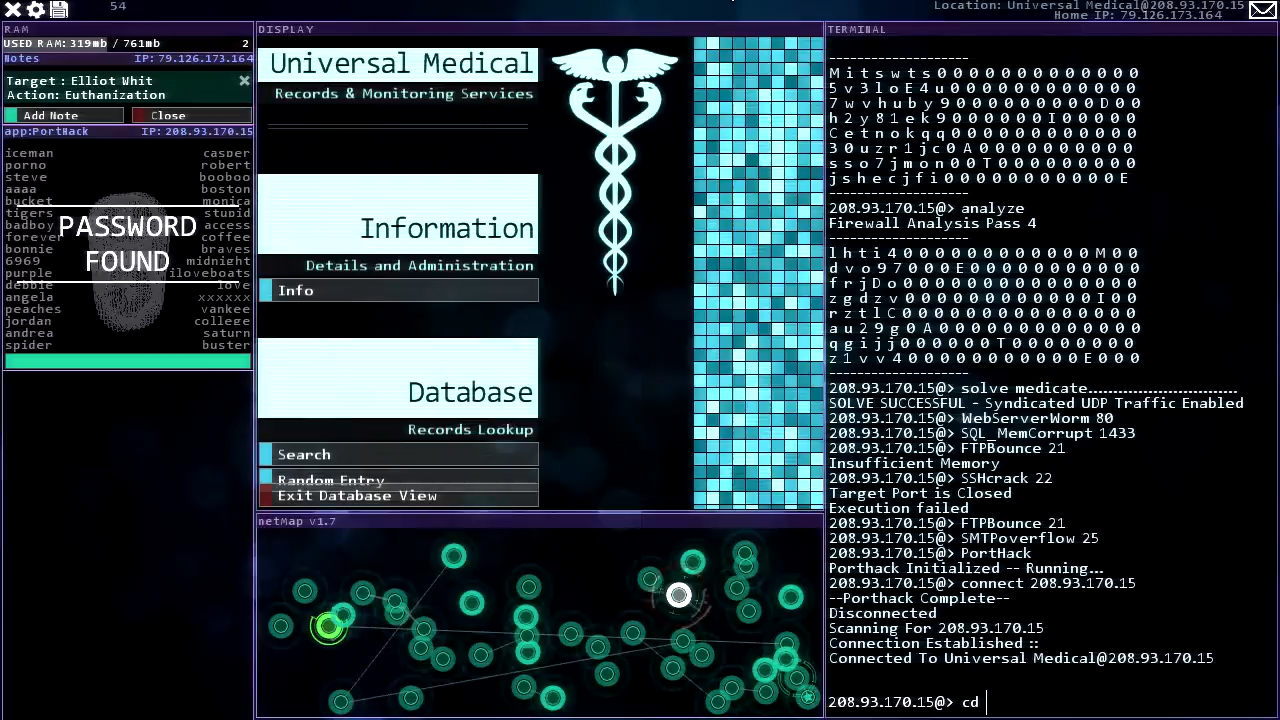 54
Location: Universal Medical@208.93.170.15
Home IP: 79.126.173.164
RAM
USED RAM: 319mb / 761mb 2
Notes IP: 79.126.173.164
Target : Elliot Whit
Action: Euthanization
Add Note Close
app:PortHack IP: 208.93.170.15
iceman casper
porno robert
steve booboo
aaaa boston
bucket monica
tigers stupid
badboy access
forever coffee
bonnie braves
6969 midnight
purple iloveboats
debbie love
angela xxxxxx
peaches yankee
jordan college
andrea saturn
spider buster
PASSWORD
FOUND
DISPLAY
Universal Medical
Records & Monitoring Services
Information
Details and Administration
Info
Database
Records Lookup
Search
Random Entry
Exit Database View
netMap v1.7
TERMINAL
--------------------
M i t s w t s 0 0 0 0 0 0 0 0 0 0 0 0 0
5 v 3 l o E 4 u 0 0 0 0 0 0 0 0 0 0 0 0
7 w v h u b y 9 0 0 0 0 0 0 0 0 0 D 0 0
h 2 y 8 1 e k 9 0 0 0 0 0 0 I 0 0 0 0 0
C e t n o k q q 0 0 0 0 0 0 0 0 0 0 0 0
3 0 u z r 1 j c 0 A 0 0 0 0 0 0 0 0 0 0
s s o 7 j m o n 0 0 T 0 0 0 0 0 0 0 0 0
j s h e c j f i 0 0 0 0 0 0 0 0 0 0 0 E
--------------------
208.93.170.15@> analyze
Firewall Analysis Pass 4
--------------------
l h t i 4 0 0 0 0 0 0 0 0 0 0 0 0 M 0 0
d v o 9 7 0 0 0 E 0 0 0 0 0 0 0 0 0 0 0
f r j D o 0 0 0 0 0 0 0 0 0 0 0 0 0 0 0
z g d z v 0 0 0 0 0 0 0 0 0 0 0 0 I 0 0
r z t l C 0 0 0 0 0 0 0 0 0 0 0 0 0 0 0
a u 2 9 g 0 A 0 0 0 0 0 0 0 0 0 0 0 0 0
q g i j j 0 0 0 0 0 0 T 0 0 0 0 0 0 0 0
z 1 v v 4 0 0 0 0 0 0 0 0 0 0 0 E 0 0 0
--------------------
208.93.170.15@> solve medicate..............................
SOLVE SUCCESSFUL - Syndicated UDP Traffic Enabled
208.93.170.15@> WebServerWorm 80
208.93.170.15@> SQL_MemCorrupt 1433
208.93.170.15@> FTPBounce 21
Insufficient Memory
208.93.170.15@> SSHcrack 22
Target Port is Closed
Execution failed
208.93.170.15@> FTPBounce 21
208.93.170.15@> SMTPoverflow 25
208.93.170.15@> PortHack
Porthack Initialized -- Running...
208.93.170.15@> connect 208.93.170.15
--Porthack Complete--
Disconnected
Scanning For 208.93.170.15
Connection Established ::
Connected To Universal Medical@208.93.170.15
208.93.170.15@> cd